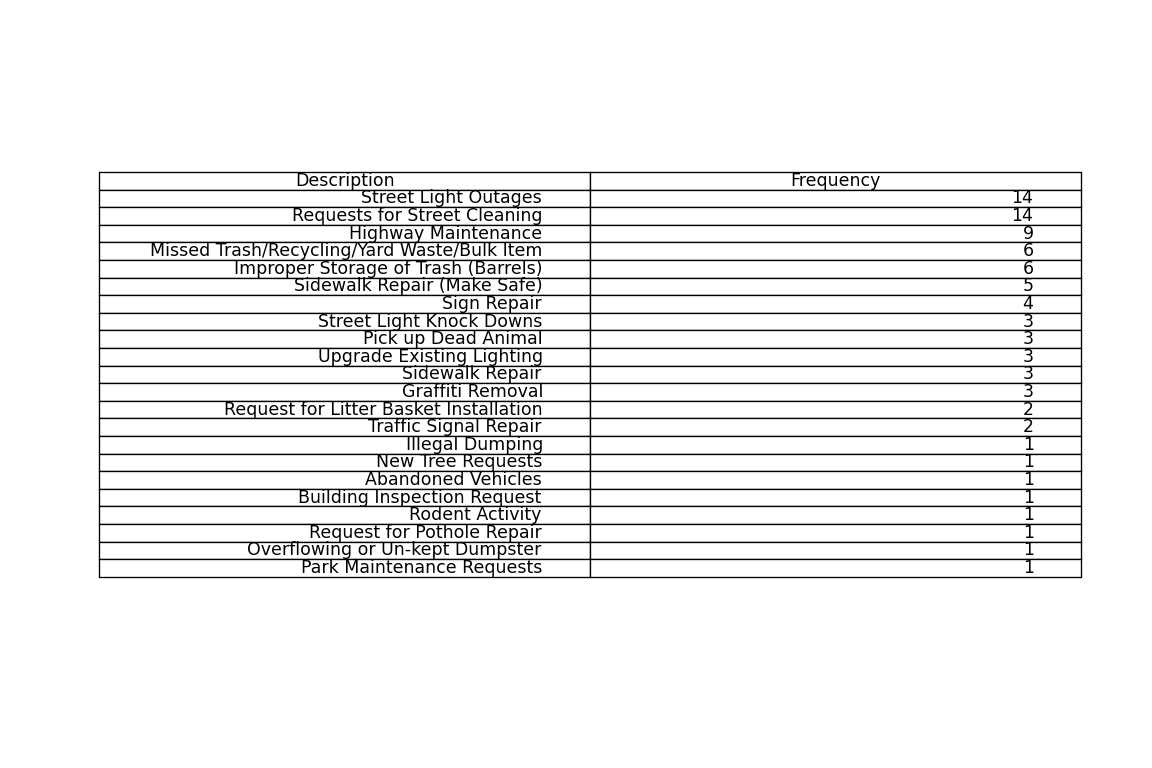 Description Frequency
Street Light Outages 14
Requests for Street Cleaning 14
Highway Maintenance 9
Missed Trash/Recycling/Yard Waste/Bulk Item 6
Improper Storage of Trash (Barrels) 6
Sidewalk Repair (Make Safe) 5
Sign Repair 4
Street Light Knock Downs 3
Pick up Dead Animal 3
Upgrade Existing Lighting 3
Sidewalk Repair 3
Graffiti Removal 3
Request for Litter Basket Installation 2
Traffic Signal Repair 2
Illegal Dumping 1
New Tree Requests 1
Abandoned Vehicles 1
Building Inspection Request 1
Rodent Activity 1
Request for Pothole Repair 1
Overflowing or Un-kept Dumpster 1
Park Maintenance Requests 1